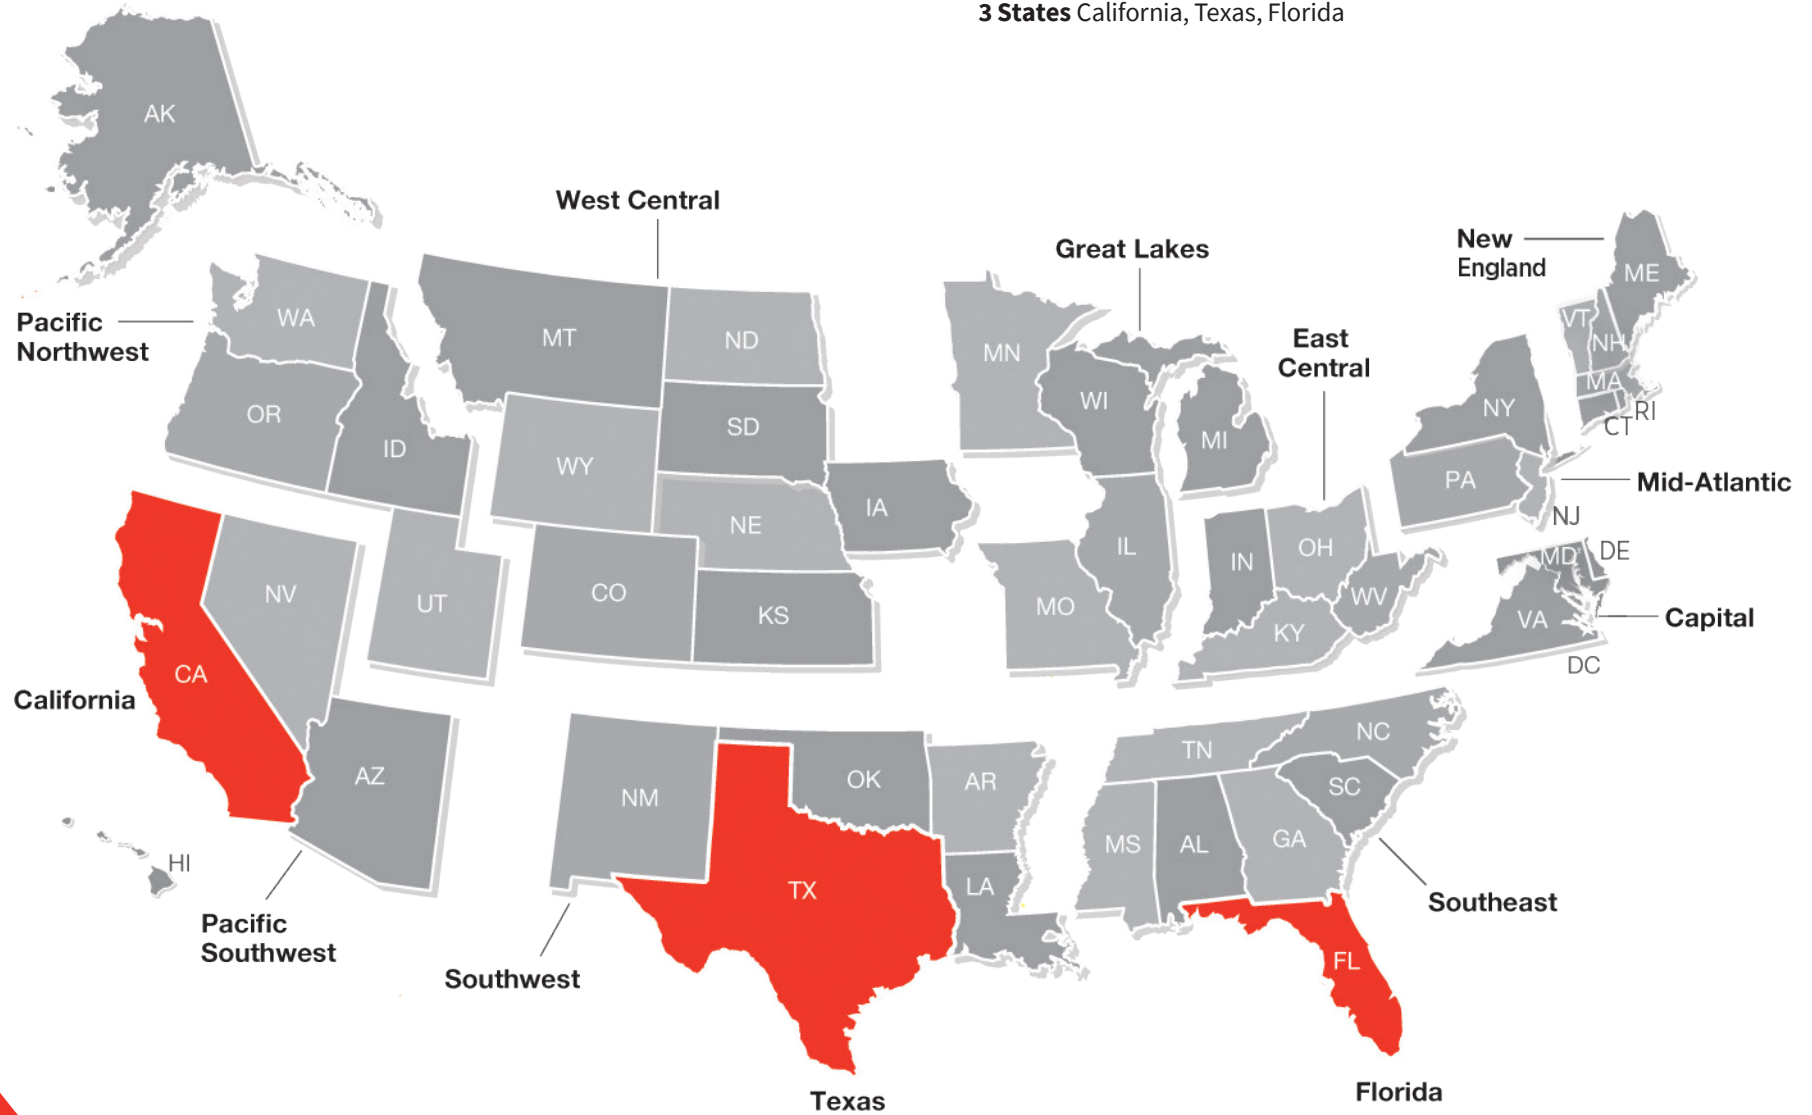 3 States California, Texas, Florida
AK
West Central
New
England
Great Lakes
ME
Pacific
Northwest
WA
MT
ND
MN
VT
NH
East
Central
MA
RI
CT
OR
ID
WY
SD
WI
MI
NY
PA
Mid-Atlantic
NJ
IA
NE
IL
IN
OH
MD
DE
NV
UT
CO
KS
MO
KY
WV
VA
Capital
DC
CA
California
AZ
NM
OK
AR
TN
NC
SC
HI
MS
AL
GA
TX
LA
Southeast
Pacific
Southwest
Southwest
FL
Texas
Florida